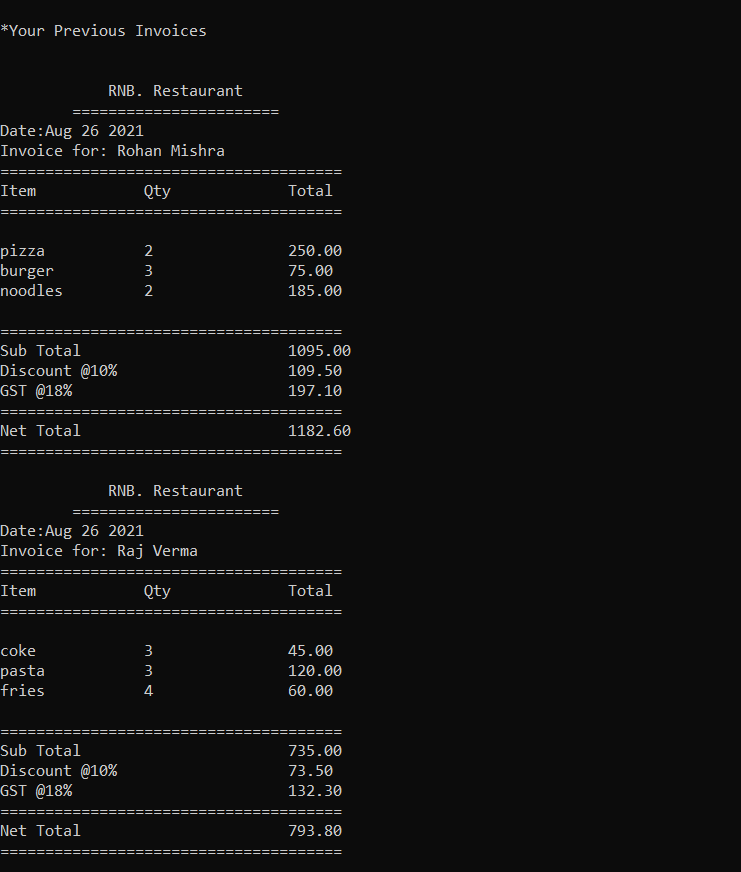 *Your Previous Invoices
RNB. Restaurant
=======================
Date:Aug 26 2021
Invoice for: Rohan Mishra
======================================
Item Qty Total
======================================
pizza 2 250.00
burger 3 75.00
noodles 2 185.00
======================================
Sub Total 1095.00
Discount @10% 109.50
GST @18% 197.10
======================================
Net Total 1182.60
======================================
RNB. Restaurant
=======================
Date:Aug 26 2021
Invoice for: Raj Verma
======================================
Item Qty Total
======================================
coke 3 45.00
pasta 3 120.00
fries 4 60.00
======================================
Sub Total 735.00
Discount @10% 73.50
GST @18% 132.30
======================================
Net Total 793.80
======================================